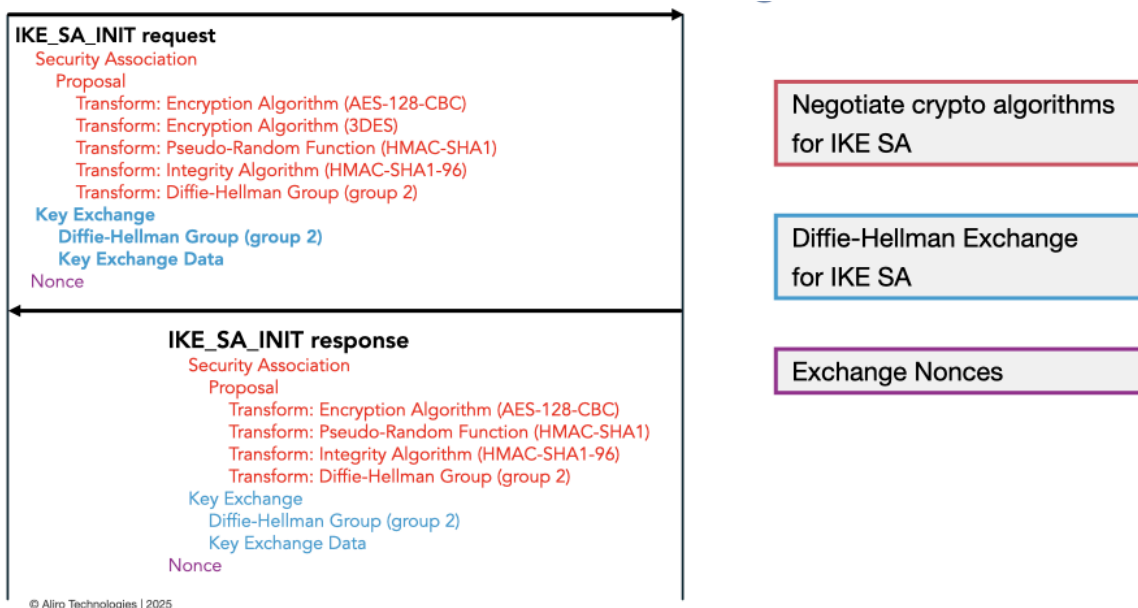 IKE_SA_INIT request
Security Association
Proposal
Transform: Encryption Algorithm (AES-128-CBC)
Transform: Encryption Algorithm (3DES)
Transform: Pseudo-Random Function (HMAC-SHA1)
Transform: Integrity Algorithm (HMAC-SHA1-96)
Transform: Diffie-Hellman Group (group 2)
Key Exchange
Diffie-Hellman Group (group 2)
Key Exchange Data
Nonce
IKE_SA_INIT response
Security Association
Proposal
Transform: Encryption Algorithm (AES-128-CBC)
Transform: Pseudo-Random Function (HMAC-SHA1)
Transform: Integrity Algorithm (HMAC-SHA1-96)
Transform: Diffie-Hellman Group (group 2)
Key Exchange
Diffie-Hellman Group (group 2)
Key Exchange Data
Nonce
© Aliro Technologies | 2025
Negotiate crypto algorithms
for IKE SA
Diffie-Hellman Exchange
for IKE SA
Exchange Nonces